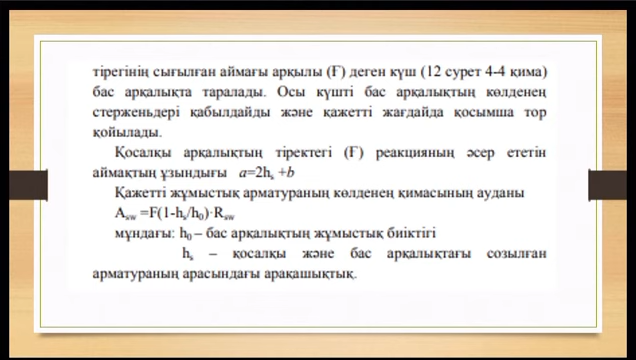 тірегінің сығылған аймағы арқылы (Ғ) деген күш (12 сурет 4-4 қима)
бас арқалықта таралады. Осы күшті бас арқалықтың көлденең
стерженьдері қабылдайды және қажетті жағдайда қосымша тор
қойылады.
Қосалқы арқалықтың тіректегі (Ғ) реакцияның әсер ететін
аймақтың ұзындығы a=2hₛ +b
Қажетті жұмыстық арматураның көлденең қимасының ауданы
Aₛw =F(1-hₛ/h₀)·Rₛw
мұндағы: h₀ – бас арқалықтың жұмыстық биіктігі
hₛ – қосалқы және бас арқалықтағы созылған
арматураның арасындағы арақашықтық.